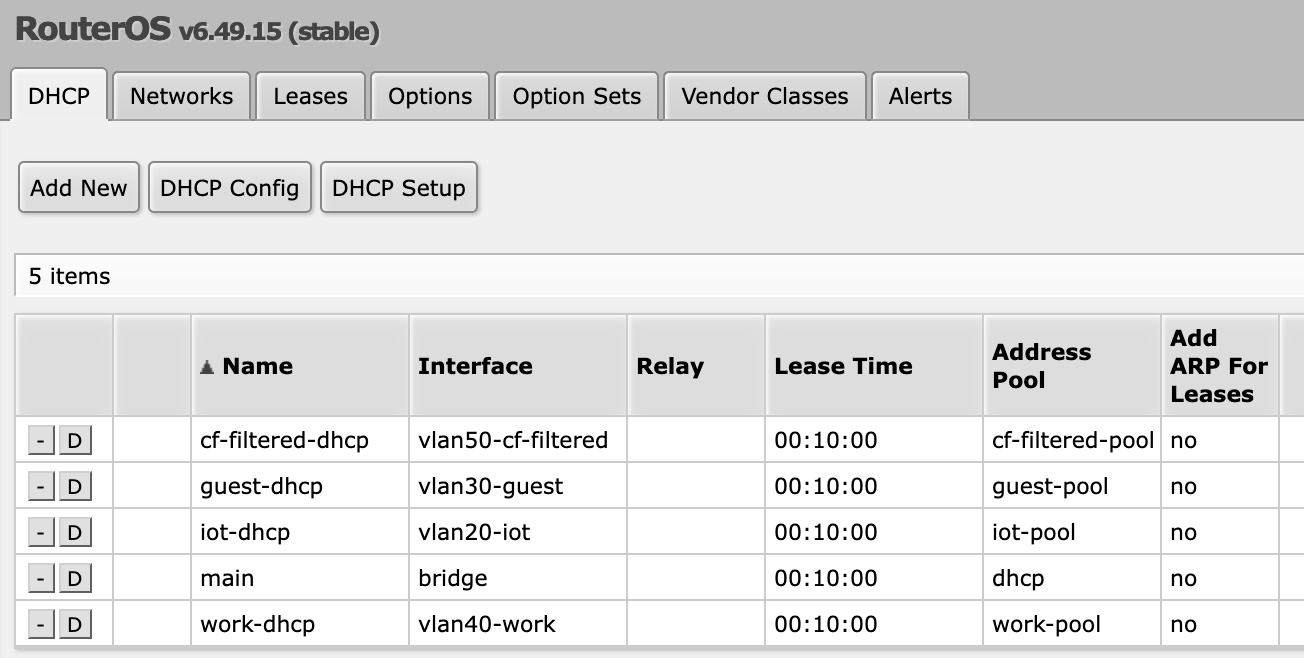 RouterOS v6.49.15 (stable)
DHCP Networks Leases Options Option Sets Vendor Classes Alerts
Add New DHCP Config DHCP Setup
5 items
▲ Name Interface Relay Lease Time Address Pool Add ARP For Leases
- D cf-filtered-dhcp vlan50-cf-filtered 00:10:00 cf-filtered-pool no
- D guest-dhcp vlan30-guest 00:10:00 guest-pool no
- D iot-dhcp vlan20-iot 00:10:00 iot-pool no
- D main bridge 00:10:00 dhcp no
- D work-dhcp vlan40-work 00:10:00 work-pool no